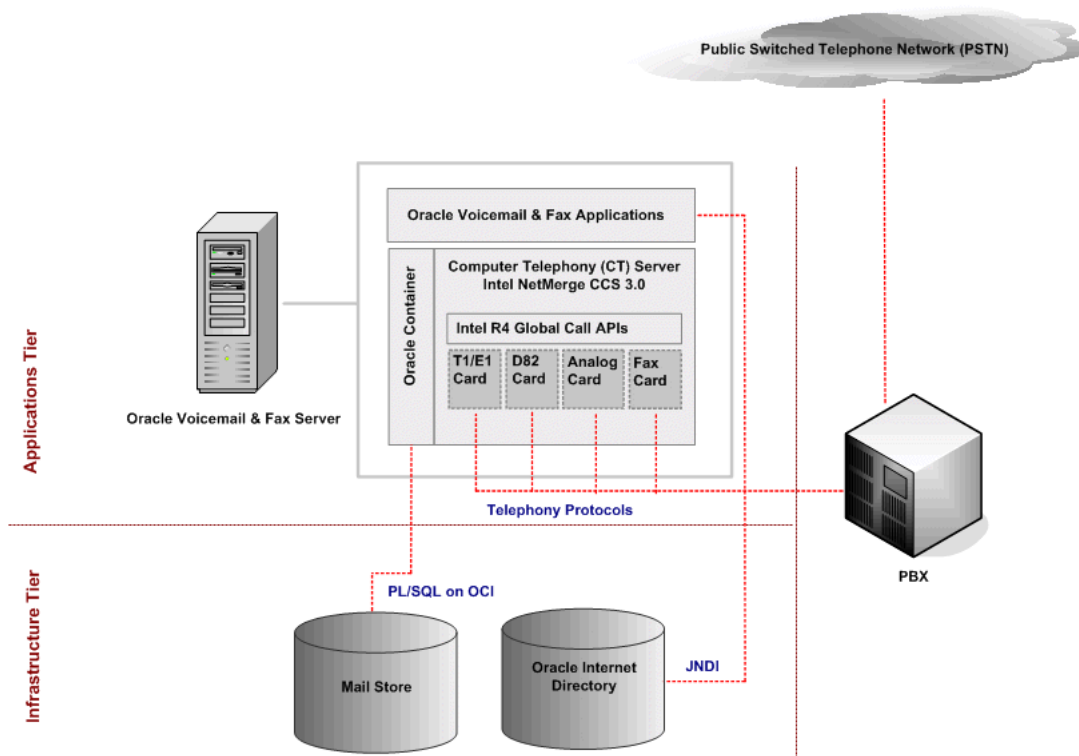 Public Switched Telephone Network (PSTN)
Oracle Voicemail & Fax Applications
Oracle Container
Computer Telephony (CT) Server
Intel NetMerge CCS 3.0
Intel R4 Global Call APIs
T1/E1
Card
D82
Card
Analog
Card
Fax
Card
Oracle Voicemail & Fax Server
Applications Tier
Telephony Protocols
PBX
Infrastructure Tier
PL/SQL on OCI
Mail Store
Oracle Internet
Directory
JNDI